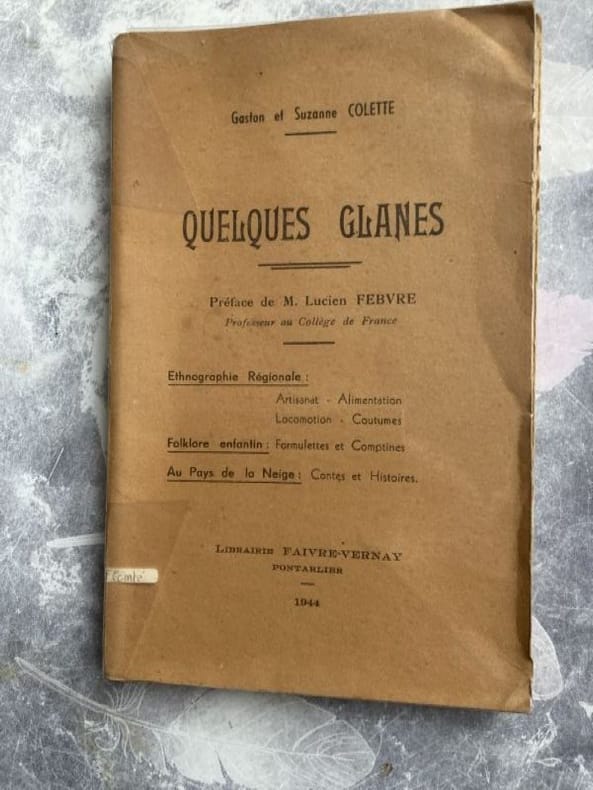 Gaston et Suzanne COLETTE
QUELQUES GLANES
Préface de M. Lucien FEBVRE
Professeur au Collège de France
Ethnographie Régionale :
Artisanat - Alimentation
Locomotion - Coutumes
Folklore enfantin : Formulettes et Comptines
Au Pays de la Neige : Contes et Histoires.
LIBRAIRIE FAIVRE-VERNAY
PONTARLIER
1944
Comté